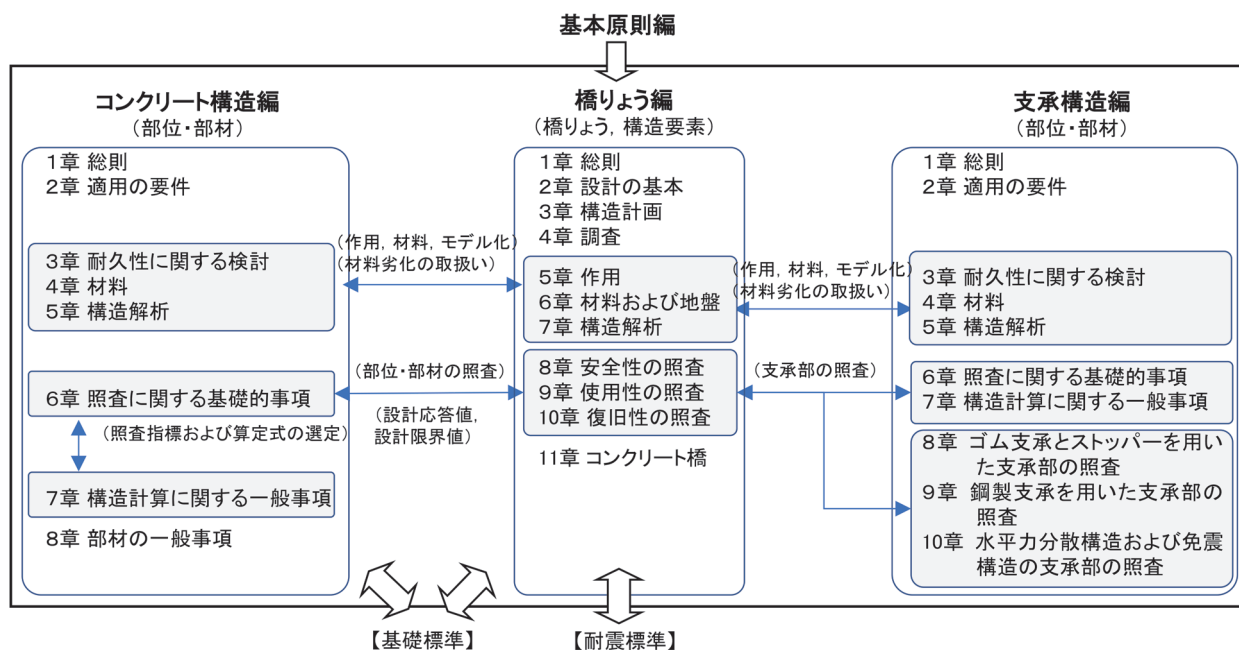 基本原則編
コンクリート構造編
（部位・部材）
1章 総則
2章 適用の要件
3章 耐久性に関する検討
4章 材料
5章 構造解析
6章 照査に関する基礎的事項
（照査指標および算定式の選定）
7章 構造計算に関する一般事項
8章 部材の一般事項
（作用，材料，モデル化）
（材料劣化の取扱い）
（部位・部材の照査）
（設計応答値，
設計限界値）
橋りょう編
（橋りょう，構造要素）
1章 総則
2章 設計の基本
3章 構造計画
4章 調査
5章 作用
6章 材料および地盤
7章 構造解析
8章 安全性の照査
9章 使用性の照査
10章 復旧性の照査
11章 コンクリート橋
（作用，材料，モデル化）
（材料劣化の取扱い）
（支承部の照査）
支承構造編
（部位・部材）
1章 総則
2章 適用の要件
3章 耐久性に関する検討
4章 材料
5章 構造解析
6章 照査に関する基礎的事項
7章 構造計算に関する一般事項
8章 ゴム支承とストッパーを用い
た支承部の照査
9章 鋼製支承を用いた支承部の
照査
10章 水平力分散構造および免震
構造の支承部の照査
【基礎標準】
【耐震標準】